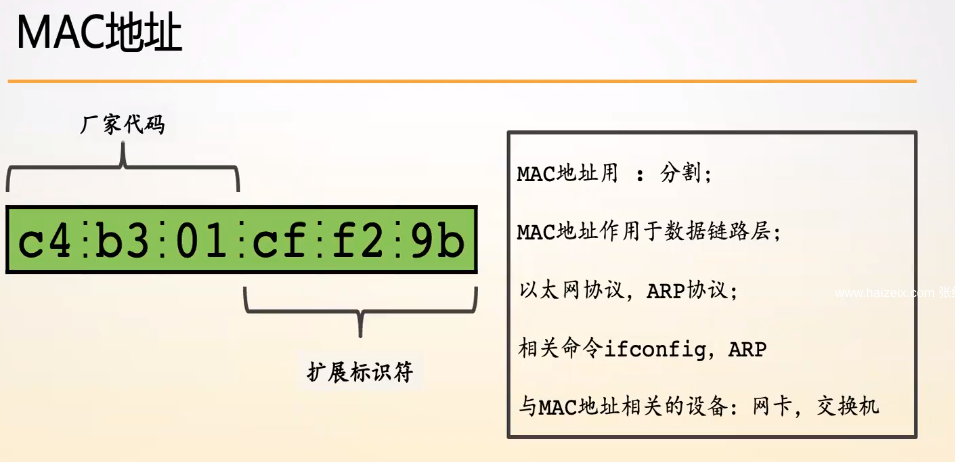 MAC地址
厂家代码
c4:b3:01:cf:f2:9b
扩展标识符
MAC地址用 : 分割;
MAC地址作用于数据链路层;
以太网协议, ARP协议;
www.haizeix.com
相关命令ifconfig, ARP
与MAC地址相关的设备: 网卡, 交换机